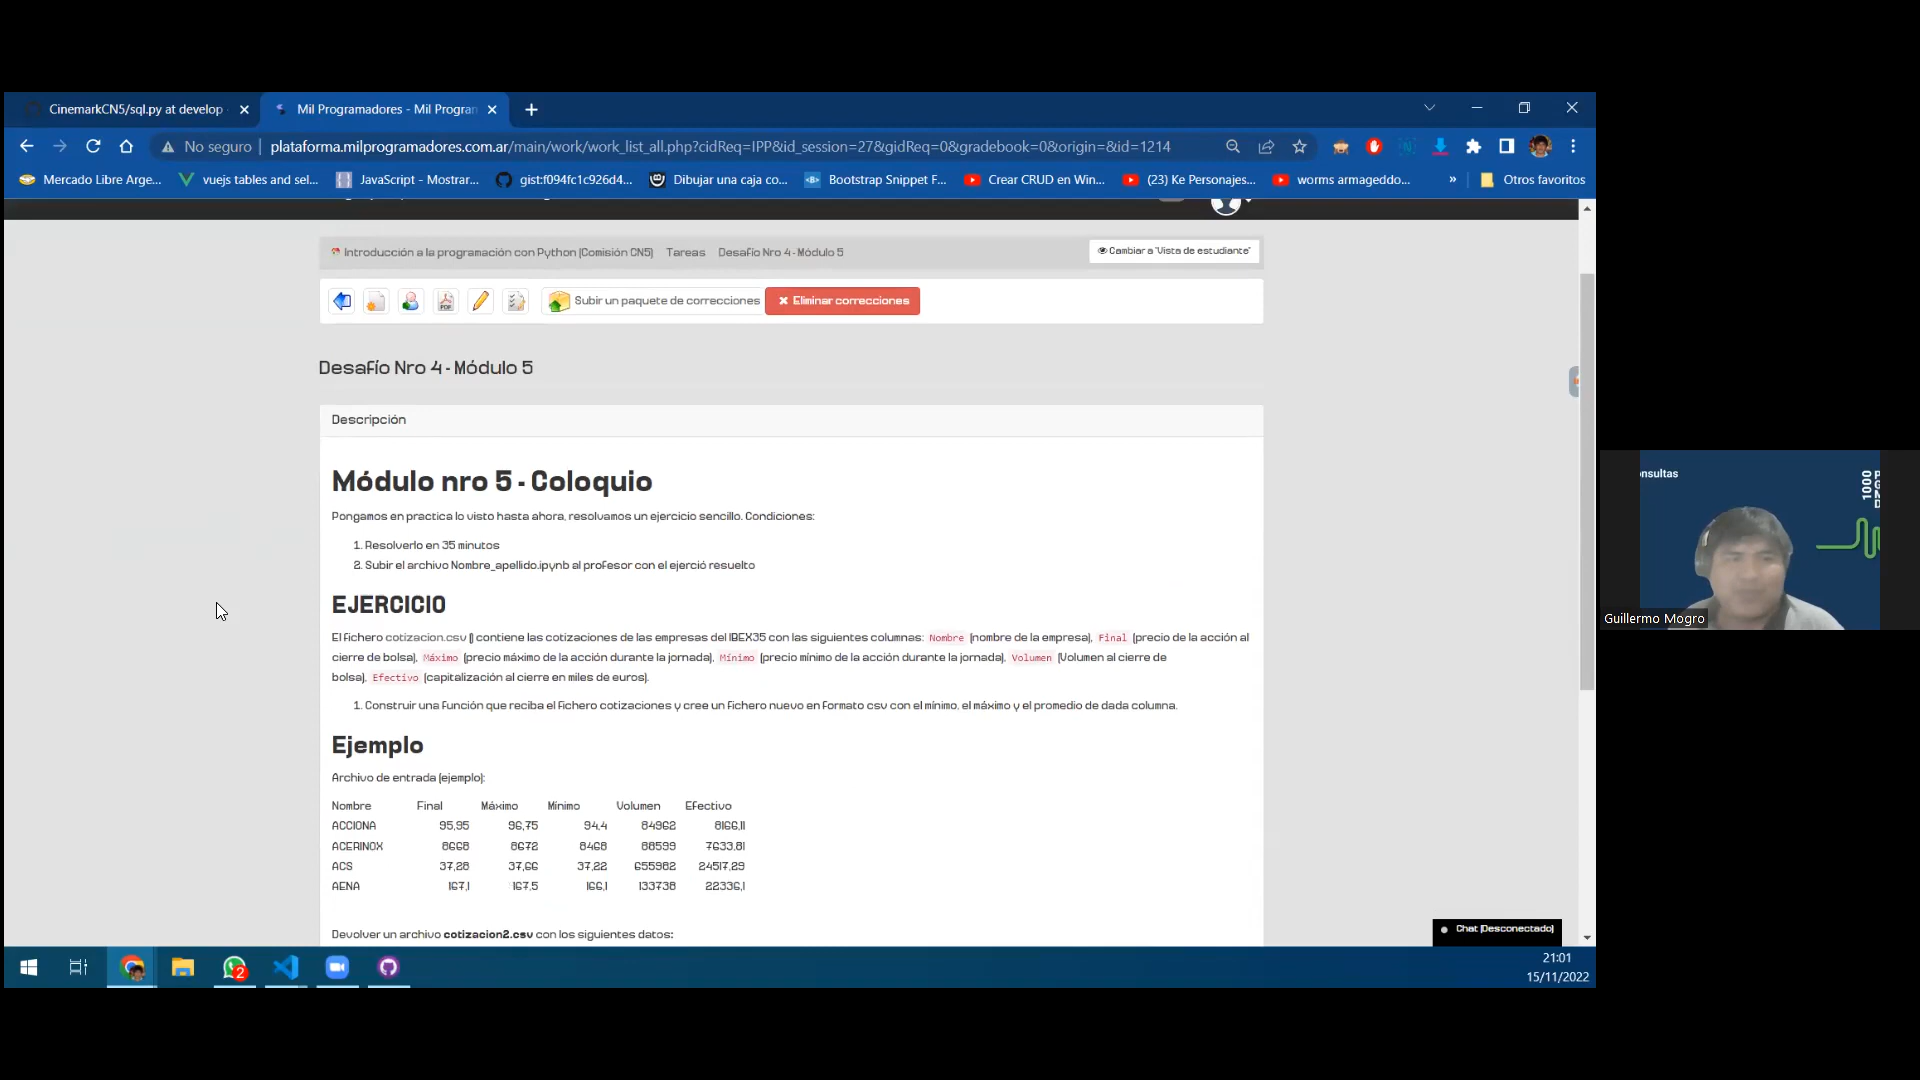 CinemarkCN5/sql.py at develop
Mil Programadores - Mil Progran
No seguro
plataforma.milprogramadores.com.ar/main/work/work_list_all.php?cidReq=IPP&id_session=27&gidReq=0&gradebook=0&origin=&id=1214
Mercado Libre Arge...
vuejs tables and sel...
JavaScript - Mostrar...
gist:f094fc1c926d4...
Dibujar una caja co...
Bootstrap Snippet F...
Crear CRUD en Win...
(23) Ke Personajes...
worms armageddo...
»
Otros favoritos
Introducción a la programación con Python (Comisión CN5)
Tareas
Desafío Nro 4 - Módulo 5
Cambiar a "Vista de estudiante"
PDF
Subir un paquete de correcciones
Eliminar correcciones
Desafío Nro 4 - Módulo 5
Descripción
Módulo nro 5 - Coloquio
Pongamos en practica lo visto hasta ahora, resolvamos un ejercicio sencillo. Condiciones:
1. Resolverlo en 35 minutos
2. Subir el archivo Nombre_apellido.ipynb al profesor con el ejerció resuelto
EJERCICIO
El fichero cotizacion.csv () contiene las cotizaciones de las empresas del IBEX35 con las siguientes columnas: Nombre (nombre de la empresa), Final (precio de la acción al
cierre de bolsa), Máximo (precio máximo de la acción durante la jornada), Mínimo (precio mínimo de la acción durante la jornada), Volumen (Volumen al cierre de
bolsa), Efectivo (capitalización al cierre en miles de euros).
1. Construir una función que reciba el fichero cotizaciones y cree un fichero nuevo en formato csv con el mínimo, el máximo y el promedio de dada columna.
Ejemplo
Archivo de entrada (ejemplo):
Nombre Final Máximo Mínimo Volumen Efectivo
ACCIONA 95,95 96,75 94,4 84962 8166,11
ACERINOX 8668 8672 8468 88599 7633,81
ACS 37,28 37,66 37,22 655982 24517,29
AENA 167,1 167,5 166,1 133738 22336,1
Devolver un archivo cotizacion2.csv con los siguientes datos:
Chat (Desconectado)
2
21:01
15/11/2022
onsultas
1000
Guillermo Mogro